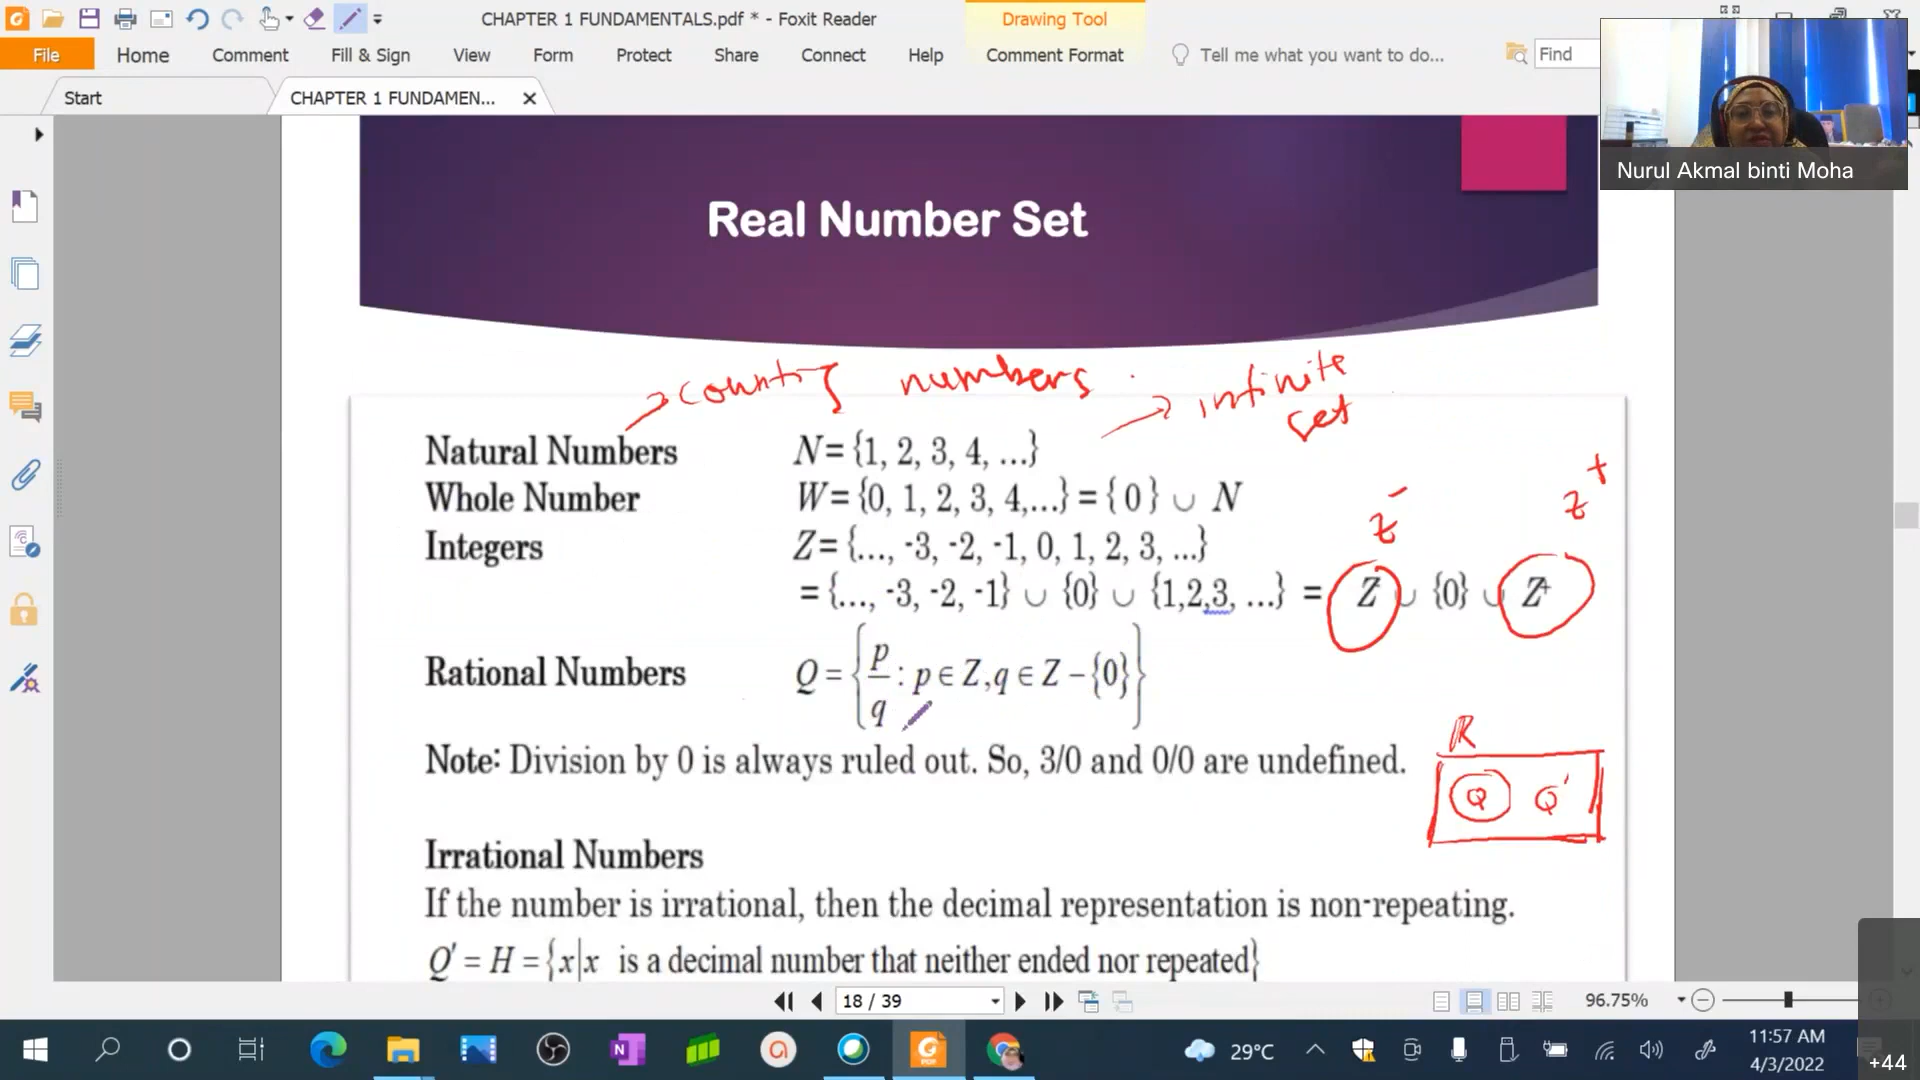 CHAPTER 1 FUNDAMENTALS.pdf * - Foxit Reader
Drawing Tool
File Home Comment Fill & Sign View Form Protect Share Connect Help Comment Format Tell me what you want to do... Find
Start
CHAPTER 1 FUNDAMEN...
Nurul Akmal binti Moha
Real Number Set
counting numbers
infinite
set
Natural Numbers N= {1, 2, 3, 4, ...}
Whole Number W= {0, 1, 2, 3, 4,...} = { 0 } ∪ N
Z⁻ Z⁺
Integers Z= {..., -3, -2, -1, 0, 1, 2, 3, ...}
= {..., -3, -2, -1} ∪ {0} ∪ {1,2,3, ...} = Z ∪ {0} ∪ Z⁺
Rational Numbers Q = {p/q : p ∈ Z, q ∈ Z − {0}}
R
Note: Division by 0 is always ruled out. So, 3/0 and 0/0 are undefined.
Q Q'
Irrational Numbers
If the number is irrational, then the decimal representation is non-repeating.
Q' = H = {x|x is a decimal number that neither ended nor repeated}
18 / 39
96.75%
29°C
11:57 AM
4/3/2022
+44